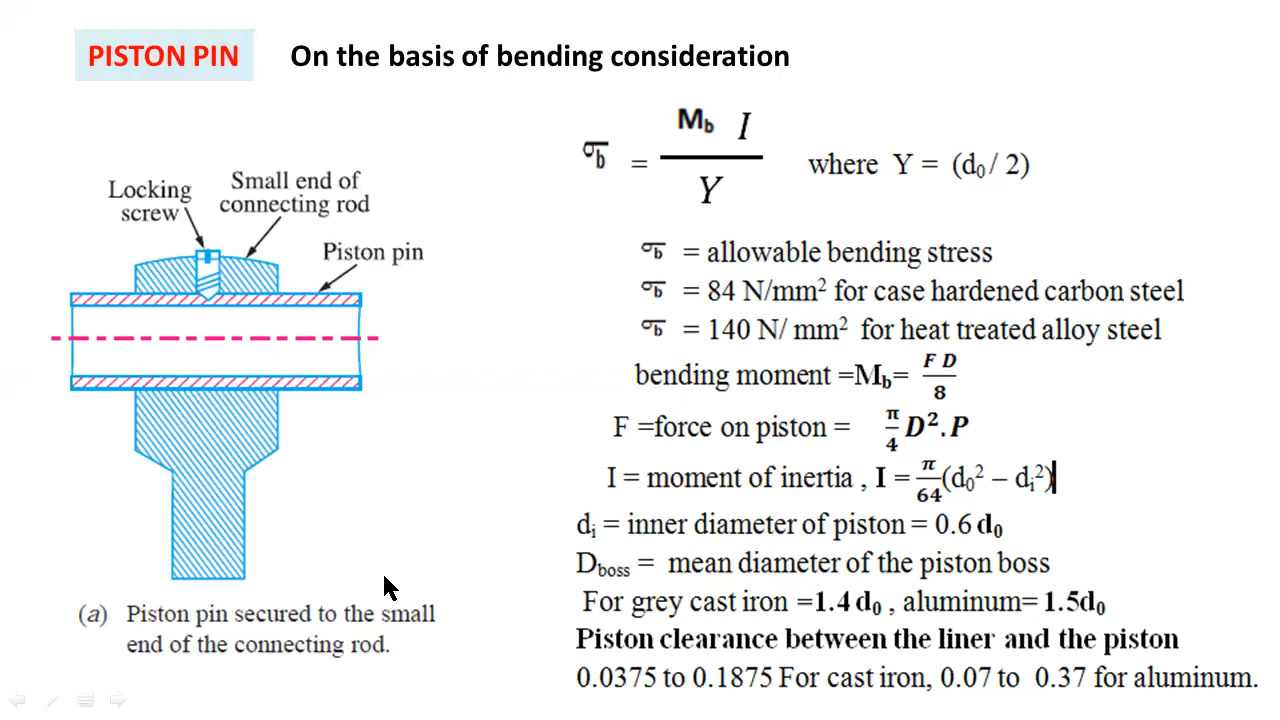 PISTON PIN On the basis of bending consideration
Locking screw
Small end of connecting rod
Piston pin
(a) Piston pin secured to the small
end of the connecting rod.
σb = Mb I / Y where Y = (d₀ / 2)
σb = allowable bending stress
σb = 84 N/mm² for case hardened carbon steel
σb = 140 N/ mm² for heat treated alloy steel
bending moment =Mb= F D / 8
F =force on piston = π/4 D².P
I = moment of inertia , I = π/64 (d₀² – dᵢ²)
dᵢ = inner diameter of piston = 0.6 d₀
Dboss = mean diameter of the piston boss
For grey cast iron =1.4 d₀ , aluminum= 1.5d₀
Piston clearance between the liner and the piston
0.0375 to 0.1875 For cast iron, 0.07 to 0.37 for aluminum.